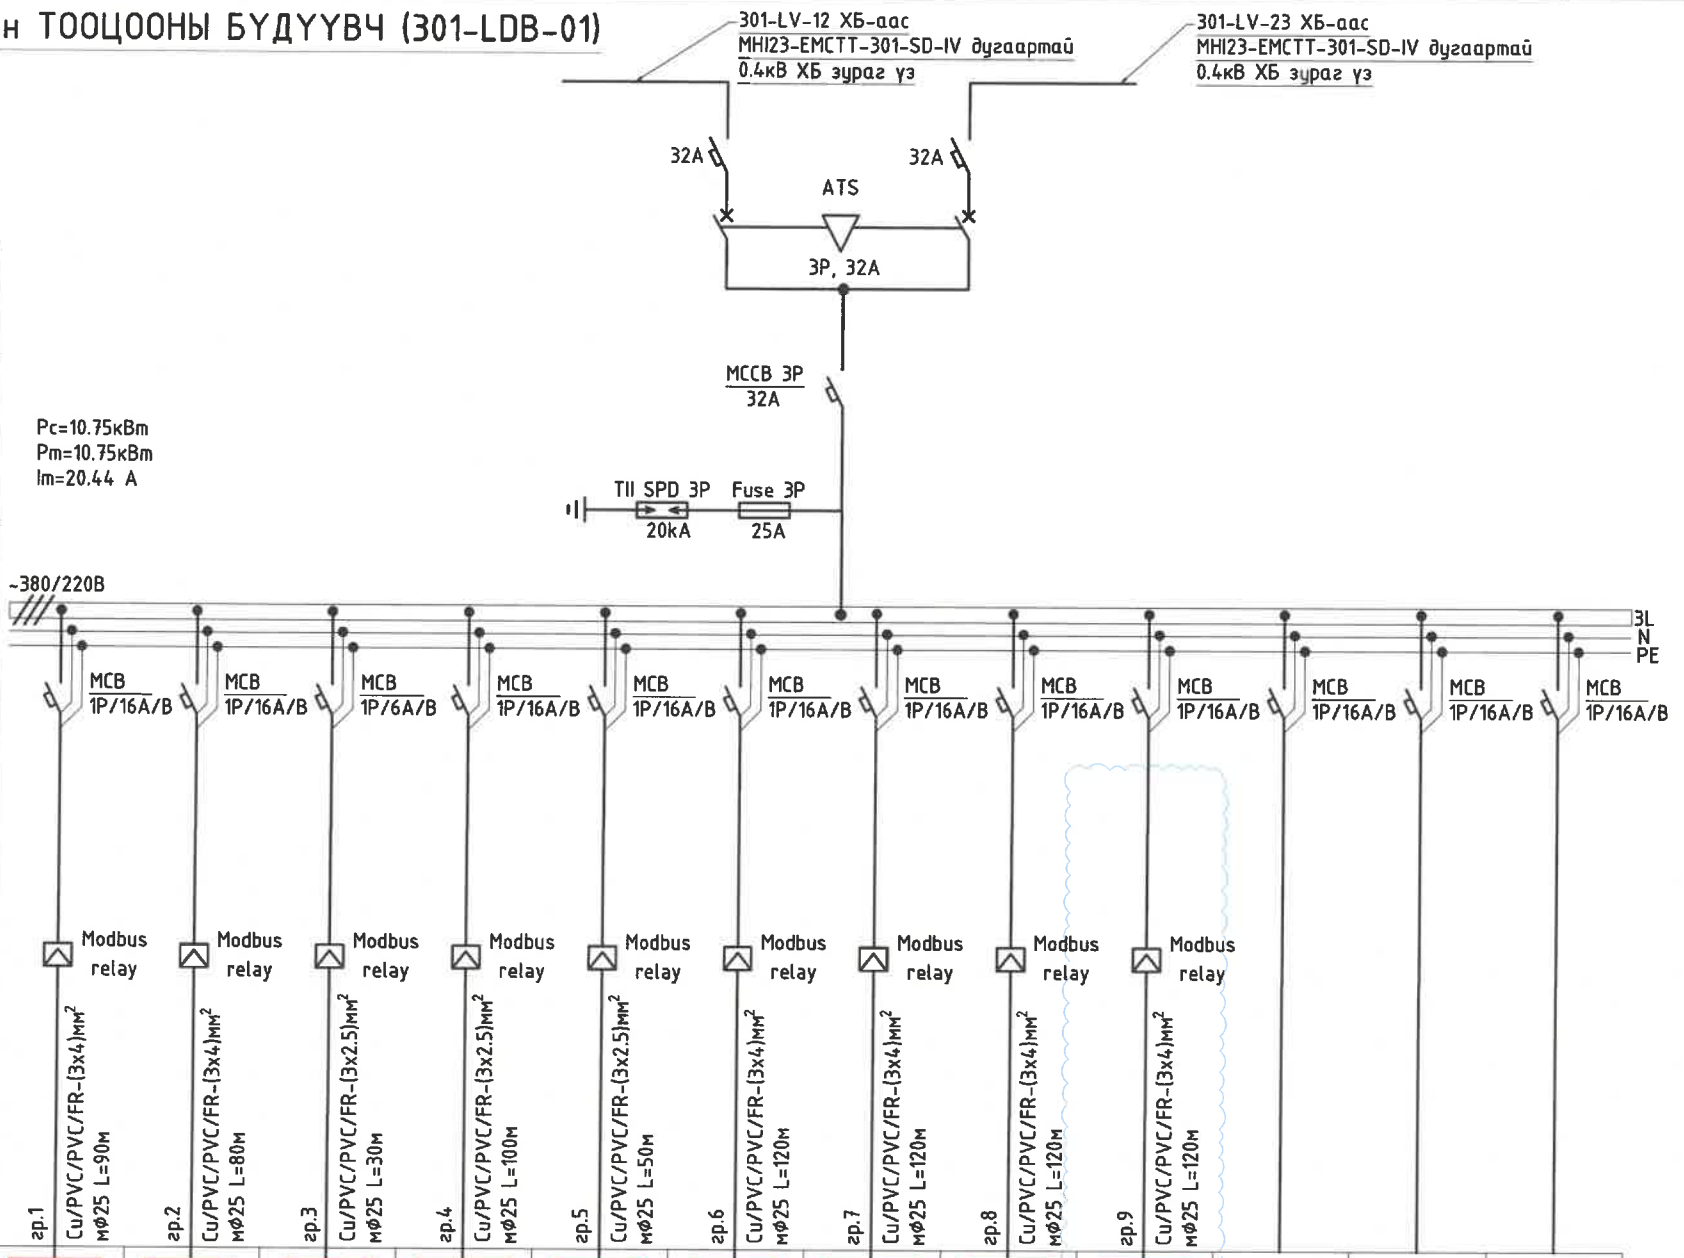 н ТООЦООНЫ БҮДҮҮВЧ (301-LDB-01)
301-LV-12 ХБ-аас
MHI23-EMCTT-301-SD-IV дугаартай
0.4кВ ХБ зураг үз
301-LV-23 ХБ-аас
MHI23-EMCTT-301-SD-IV дугаартай
0.4кВ ХБ зураг үз
32A
32A
ATS
3P, 32A
MCCB 3P
32A
Pc=10.75кВт
Pm=10.75кВт
Im=20.44 A
TII SPD 3P
20kA
Fuse 3P
25A
~380/220В
3L
N
PE
MCB
1P/16A/B
MCB
1P/16A/B
MCB
1P/6A/B
MCB
1P/16A/B
MCB
1P/16A/B
MCB
1P/16A/B
MCB
1P/16A/B
MCB
1P/16A/B
MCB
1P/16A/B
MCB
1P/16A/B
MCB
1P/16A/B
MCB
1P/16A/B
Modbus
relay
Modbus
relay
Modbus
relay
Modbus
relay
Modbus
relay
Modbus
relay
Modbus
relay
Modbus
relay
Modbus
relay
гр.1
Cu/PVC/PVC/FR-(3x4)мм²
мφ25 L=90м
гр.2
Cu/PVC/PVC/FR-(3x4)мм²
мφ25 L=80м
гр.3
Cu/PVC/PVC/FR-(3x2.5)мм²
мφ25 L=30м
гр.4
Cu/PVC/PVC/FR-(3x2.5)мм²
мφ25 L=100м
гр.5
Cu/PVC/PVC/FR-(3x2.5)мм²
мφ25 L=50м
гр.6
Cu/PVC/PVC/FR-(3x4)мм²
мφ25 L=120м
гр.7
Cu/PVC/PVC/FR-(3x4)мм²
мφ25 L=120м
гр.8
Cu/PVC/PVC/FR-(3x4)мм²
мφ25 L=120м
гр.9
Cu/PVC/PVC/FR-(3x4)мм²
мφ25 L=120м